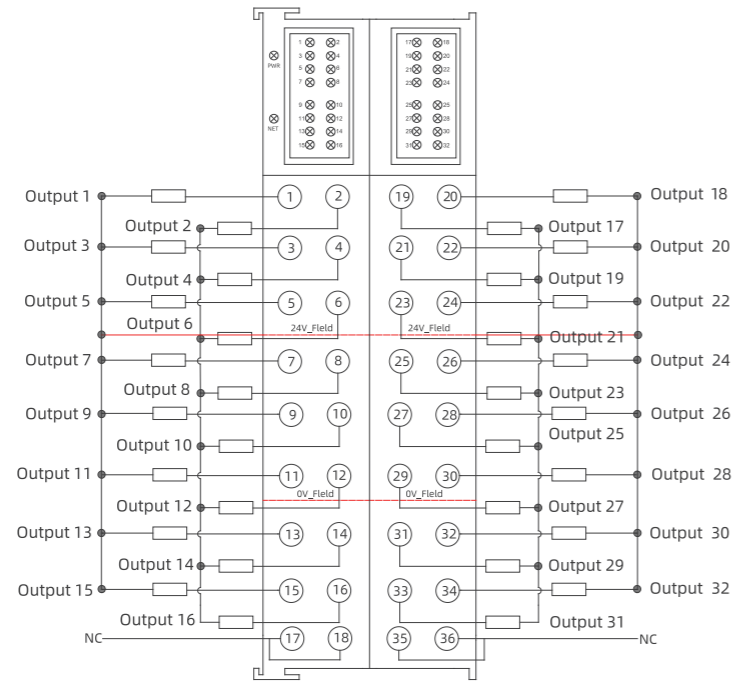 1 2 17 18
3 4 19 20
PWR 5 6 21 22
7 8 23 24
9 10 25 25
NET 11 12 27 28
13 14 29 30
15 16 31 32
Output 1 1 2 19 20 Output 18
Output 2 Output 17
Output 3 3 4 21 22 Output 20
Output 4 Output 19
Output 5 5 6 23 24 Output 22
Output 6 24V_Fleld 24V_Fleld Output 21
Output 7 7 8 25 26 Output 24
Output 8 Output 23
Output 9 9 10 27 28 Output 26
Output 10 Output 25
Output 11 11 12 29 30 Output 28
0V_Fleld 0V_Fleld
Output 12 Output 27
Output 13 13 14 31 32 Output 30
Output 14 Output 29
Output 15 15 16 33 34 Output 32
Output 16 Output 31
NC 17 18 35 36 NC